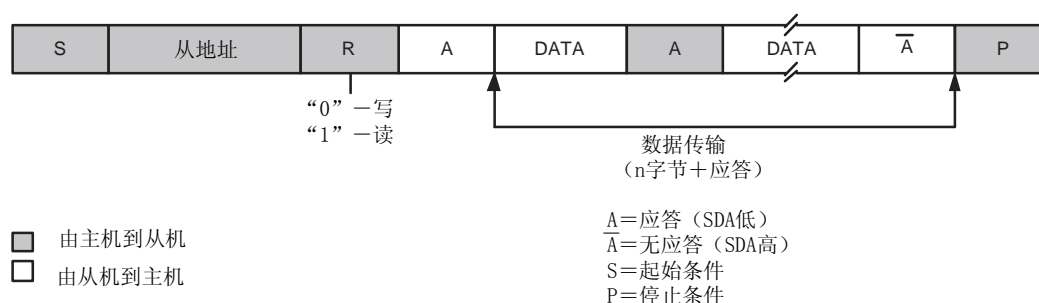 S 从地址 R A DATA A DATA A̅ P
“0”－写
“1”－读
数据传输
（n字节＋应答）
由主机到从机
由从机到主机
A＝应答（SDA低）
A̅＝无应答（SDA高）
S＝起始条件
P＝停止条件